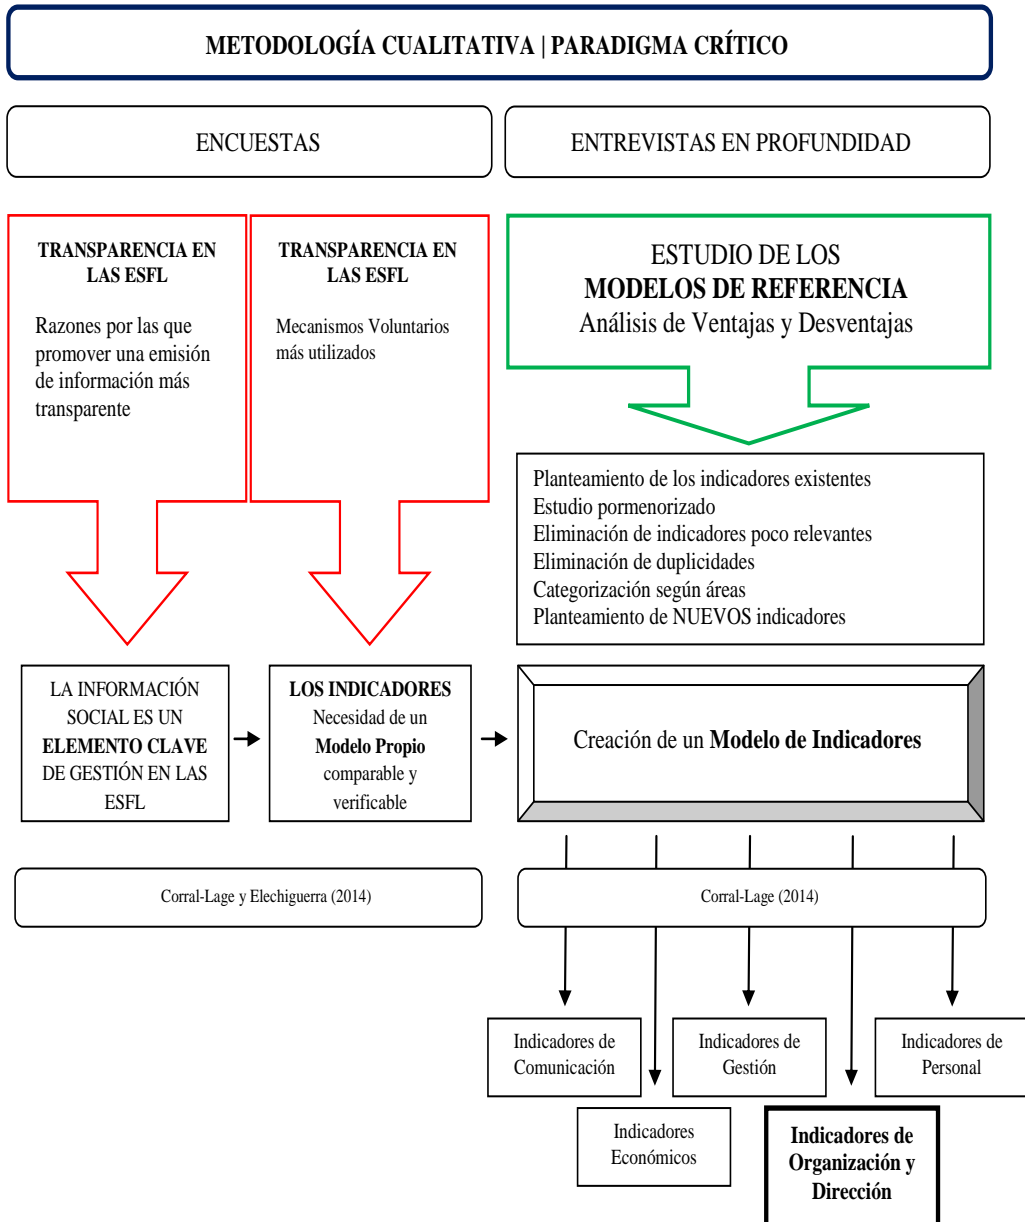 METODOLOGÍA CUALITATIVA | PARADIGMA CRÍTICO
ENCUESTAS
ENTREVISTAS EN PROFUNDIDAD
TRANSPARENCIA EN
LAS ESFL
Razones por las que
promover una emisión
de información más
transparente
TRANSPARENCIA EN
LAS ESFL
Mecanismos Voluntarios
más utilizados
ESTUDIO DE LOS
MODELOS DE REFERENCIA
Análisis de Ventajas y Desventajas
Planteamiento de los indicadores existentes
Estudio pormenorizado
Eliminación de indicadores poco relevantes
Eliminación de duplicidades
Categorización según áreas
Planteamiento de NUEVOS indicadores
LA INFORMACIÓN
SOCIAL ES UN
ELEMENTO CLAVE
DE GESTIÓN EN LAS
ESFL
LOS INDICADORES
Necesidad de un
Modelo Propio
comparable y
verificable
Creación de un Modelo de Indicadores
Corral-Lage y Elechiguerra (2014)
Corral-Lage (2014)
Indicadores de
Comunicación
Indicadores de
Gestión
Indicadores de
Personal
Indicadores
Económicos
Indicadores de
Organización y
Dirección